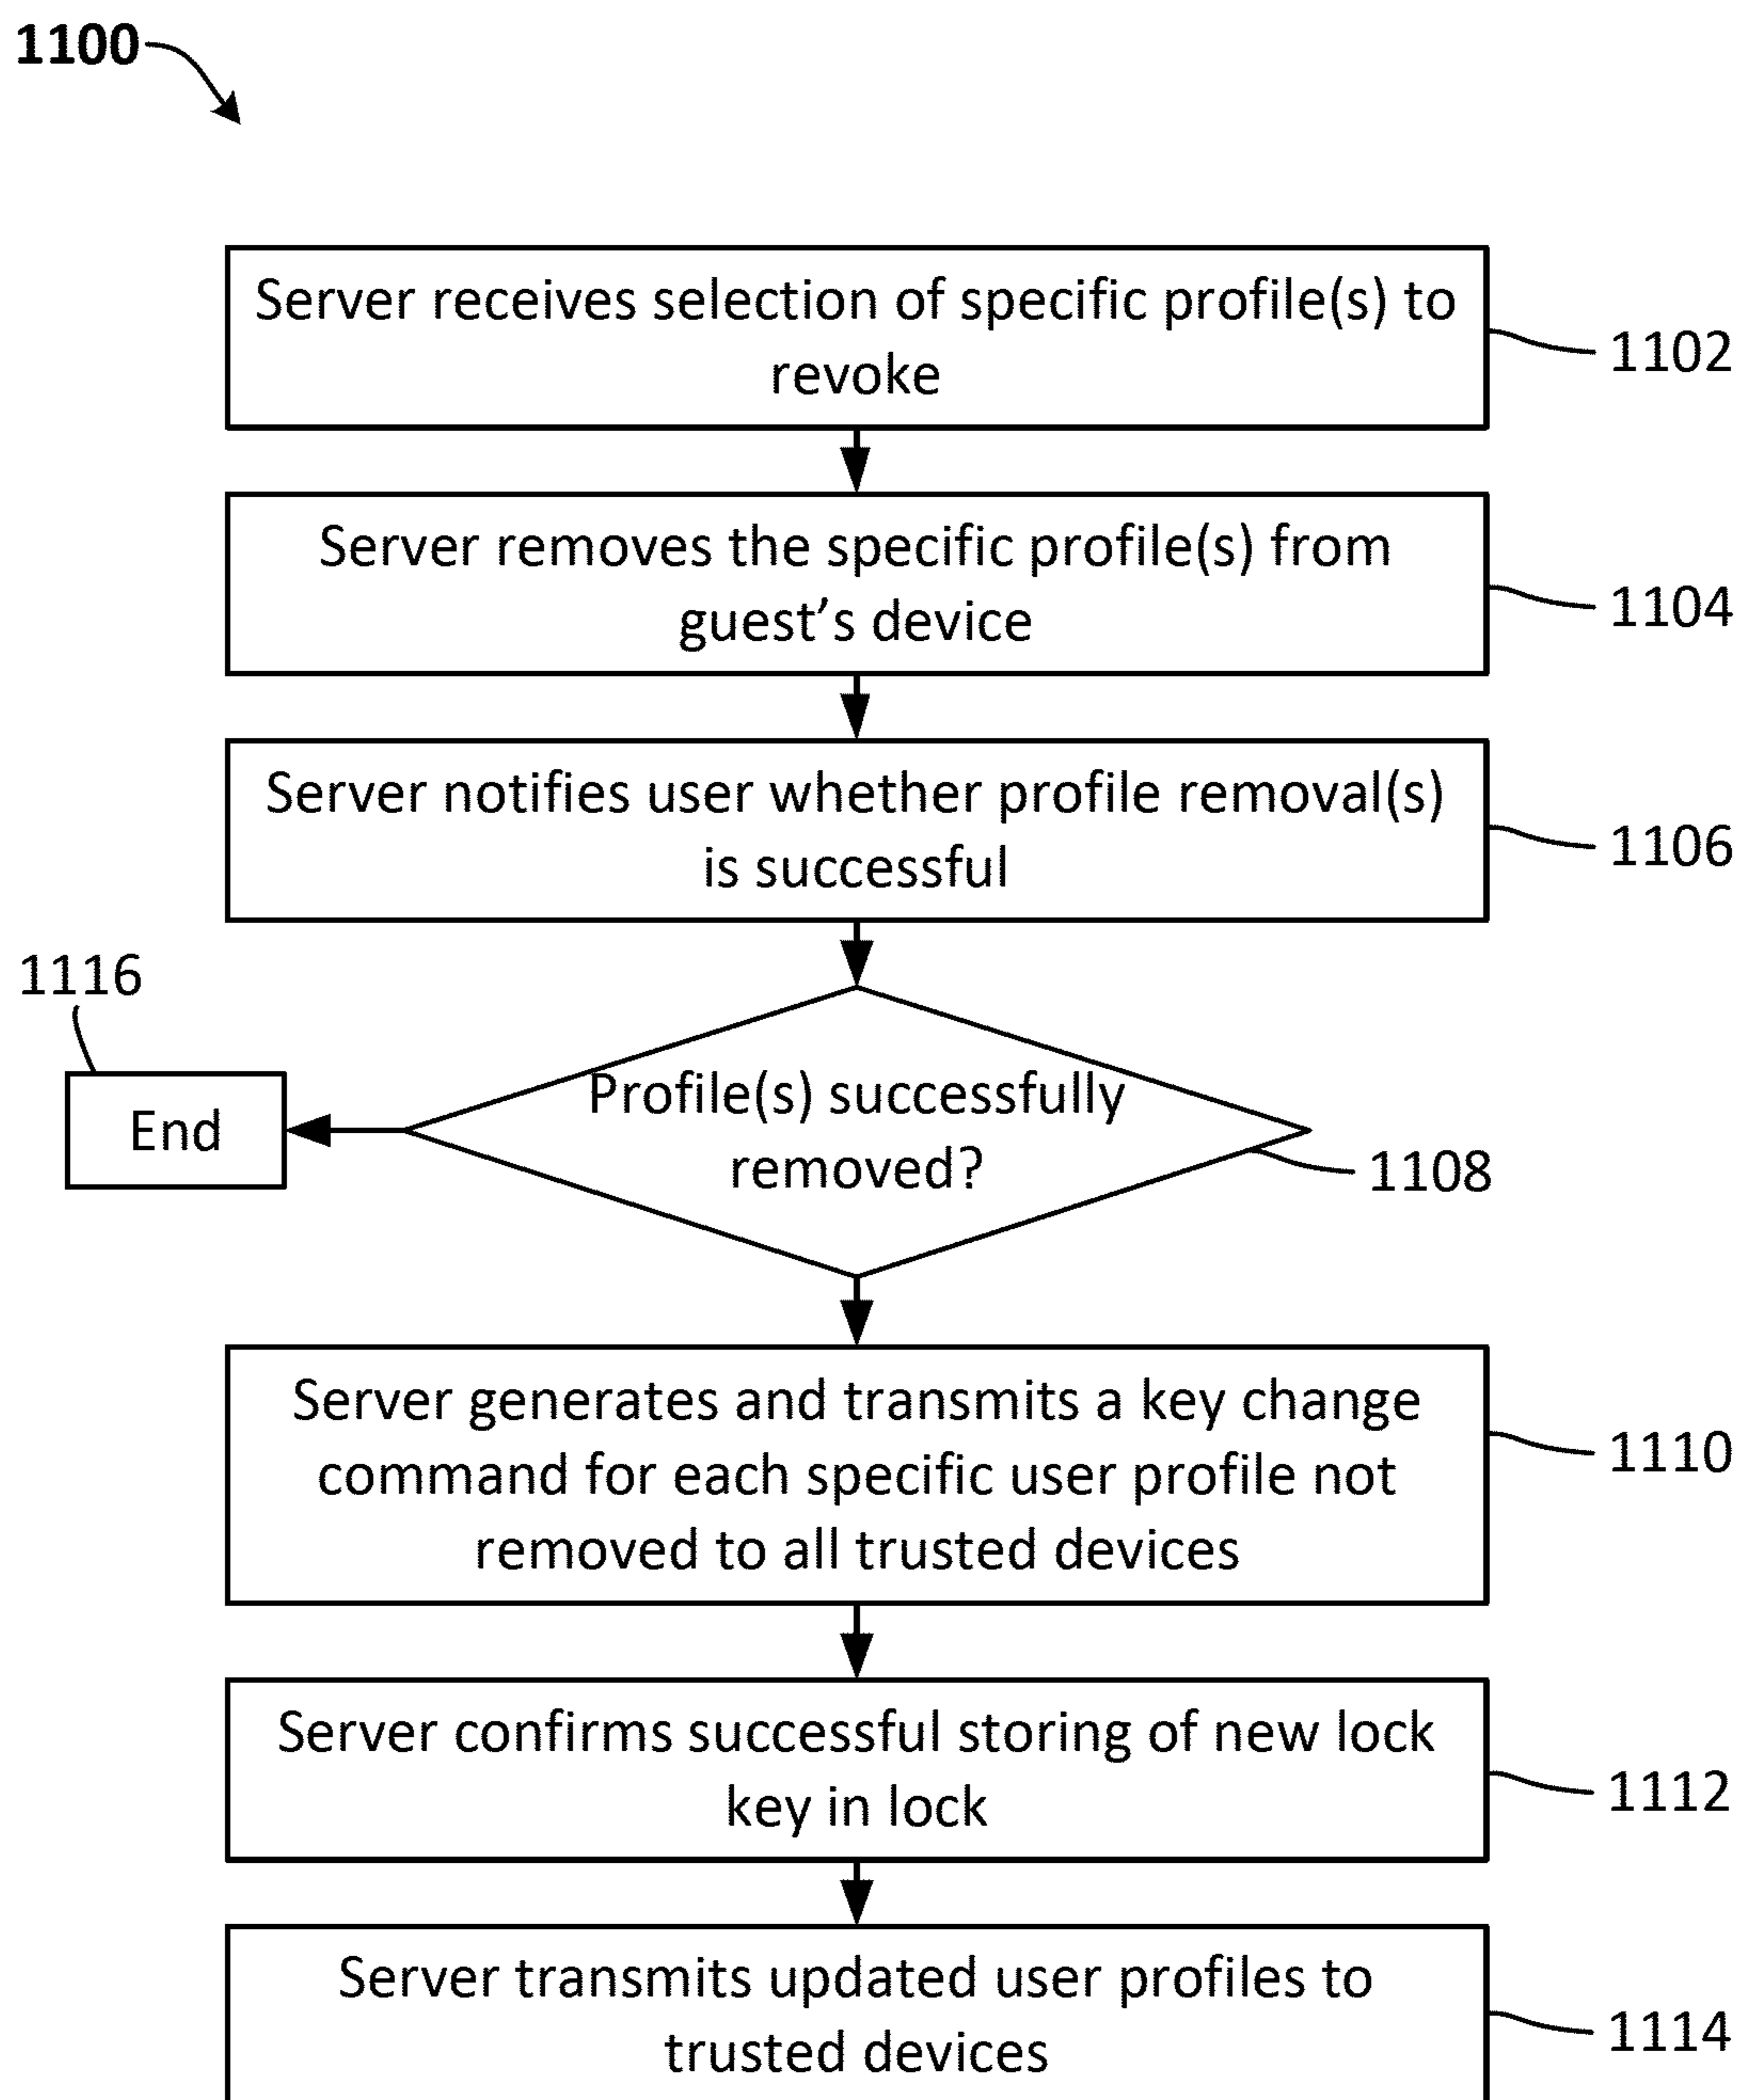 1100
Server receives selection of specific profile(s) to
revoke
1102
Server removes the specific profile(s) from
guest’s device
1104
Server notifies user whether profile removal(s)
is successful
1106
1116
End
Profile(s) successfully
removed?
1108
Server generates and transmits a key change
command for each specific user profile not
removed to all trusted devices
1110
Server confirms successful storing of new lock
key in lock
1112
Server transmits updated user profiles to
trusted devices
1114